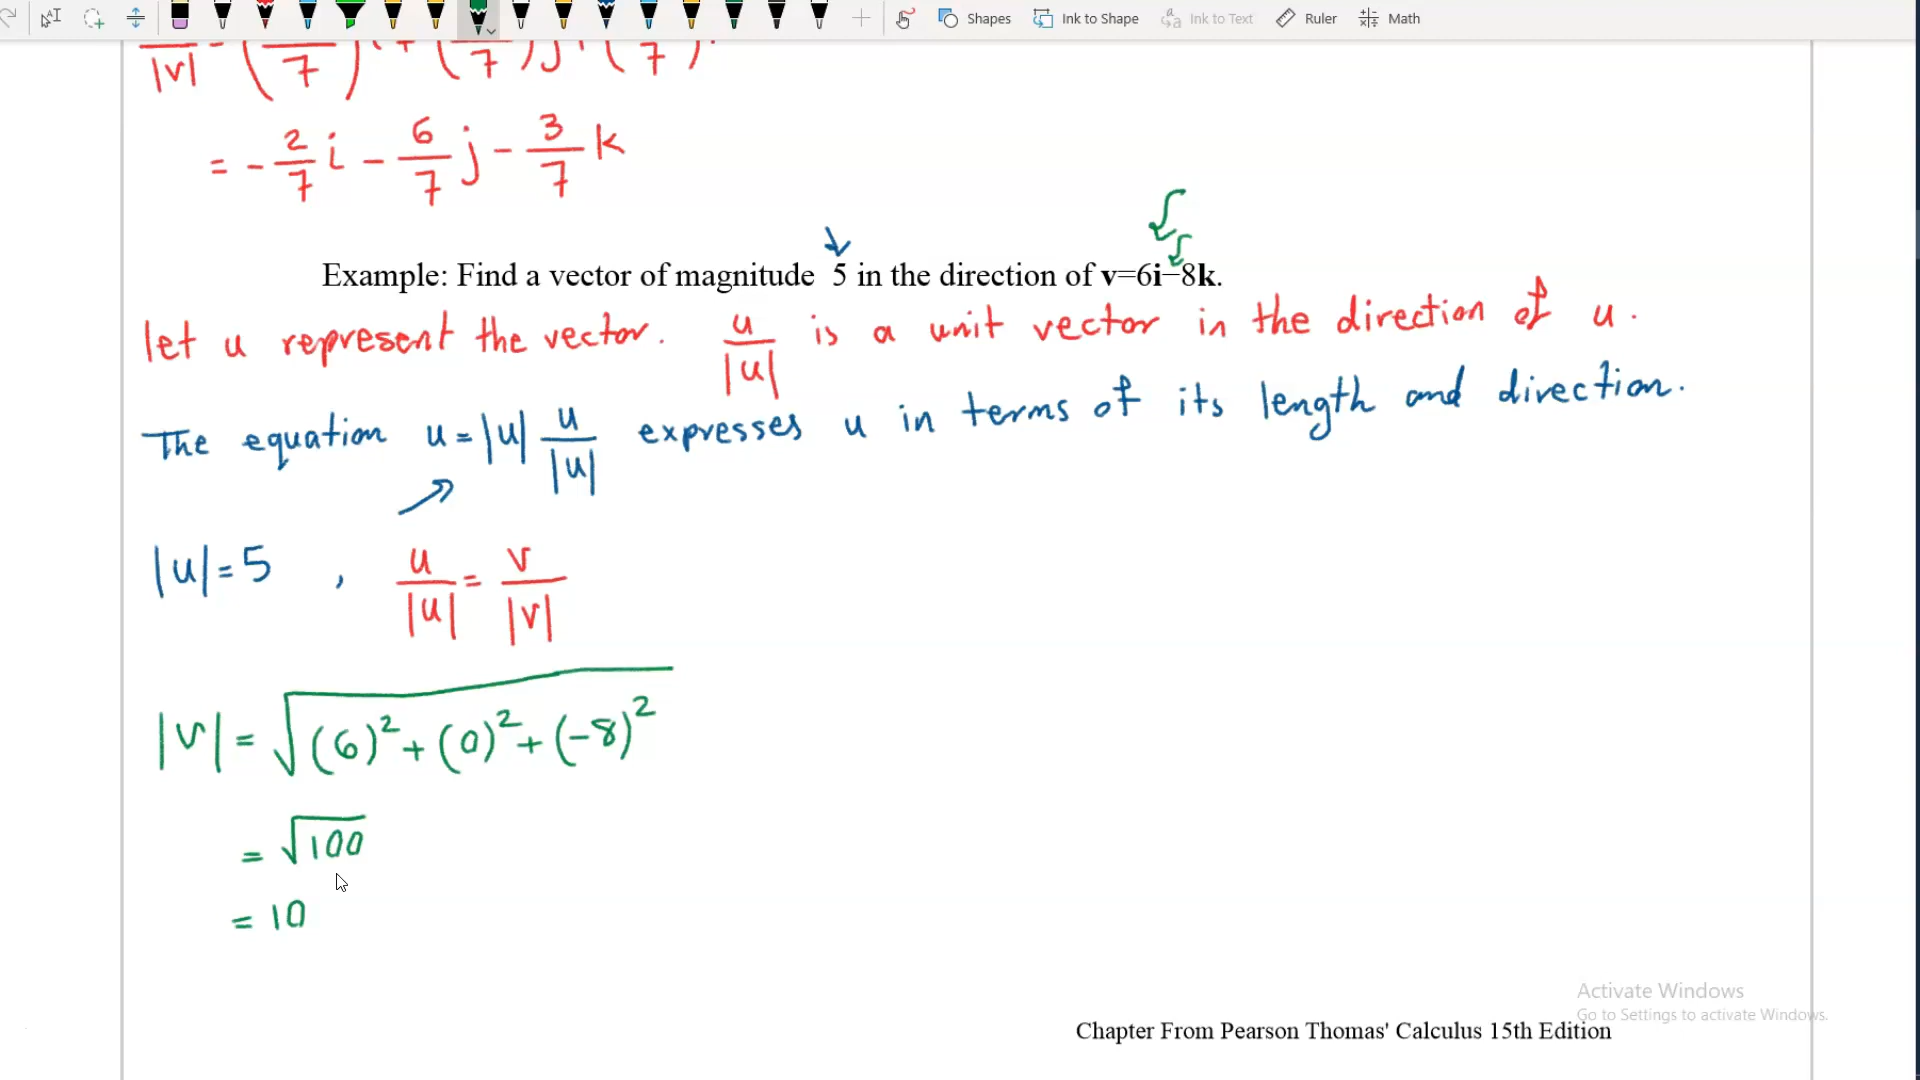 Shapes Ink to Shape Ink to Text Ruler Math
|v| 7 7 7
= - 2/7 i - 6/7 j - 3/7 k
Example: Find a vector of magnitude 5 in the direction of v=6i−8k.
let u represent the vector. u/|u| is a unit vector in the direction of u.
The equation u = |u| u/|u| expresses u in terms of its length and direction.
|u| = 5 , u/|u| = v/|v|
|v| = √((6)² + (0)² + (-8)²)
= √100
= 10
Activate Windows
Go to Settings to activate Windows.
Chapter From Pearson Thomas' Calculus 15th Edition